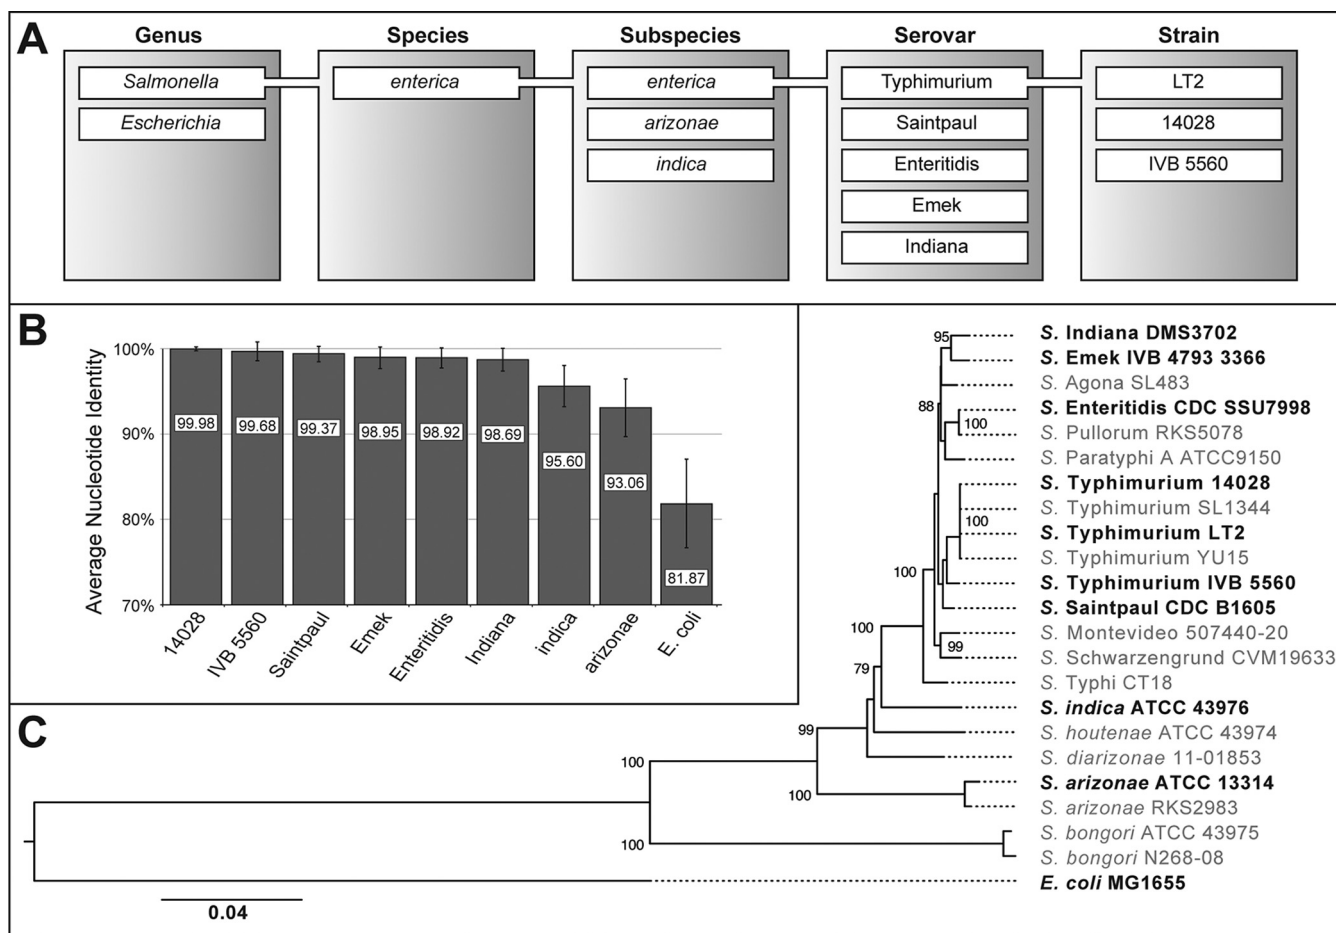 A
Genus Species Subspecies Serovar Strain
Salmonella enterica enterica Typhimurium LT2
Escherichia arizonae Saintpaul 14028
indica Enteritidis IVB 5560
Emek
Indiana
B
Average Nucleotide Identity
100%
90%
80%
70%
99.98
99.68
99.37
98.95
98.92
98.69
95.60
93.06
81.87
14028
IVB 5560
Saintpaul
Emek
Enteritidis
Indiana
indica
arizonae
E. coli
C
95 S. Indiana DMS3702
S. Emek IVB 4793 3366
S. Agona SL483
88 S. Enteritidis CDC SSU7998
100
S. Pullorum RKS5078
S. Paratyphi A ATCC9150
S. Typhimurium 14028
S. Typhimurium SL1344
100
S. Typhimurium LT2
S. Typhimurium YU15
100 S. Typhimurium IVB 5560
S. Saintpaul CDC B1605
100 S. Montevideo 507440-20
99
S. Schwarzengrund CVM19633
79
S. Typhi CT18
S. indica ATCC 43976
99 S. houtenae ATCC 43974
S. diarizonae 11-01853
100
S. arizonae ATCC 13314
100
S. arizonae RKS2983
S. bongori ATCC 43975
100
S. bongori N268-08
E. coli MG1655
0.04